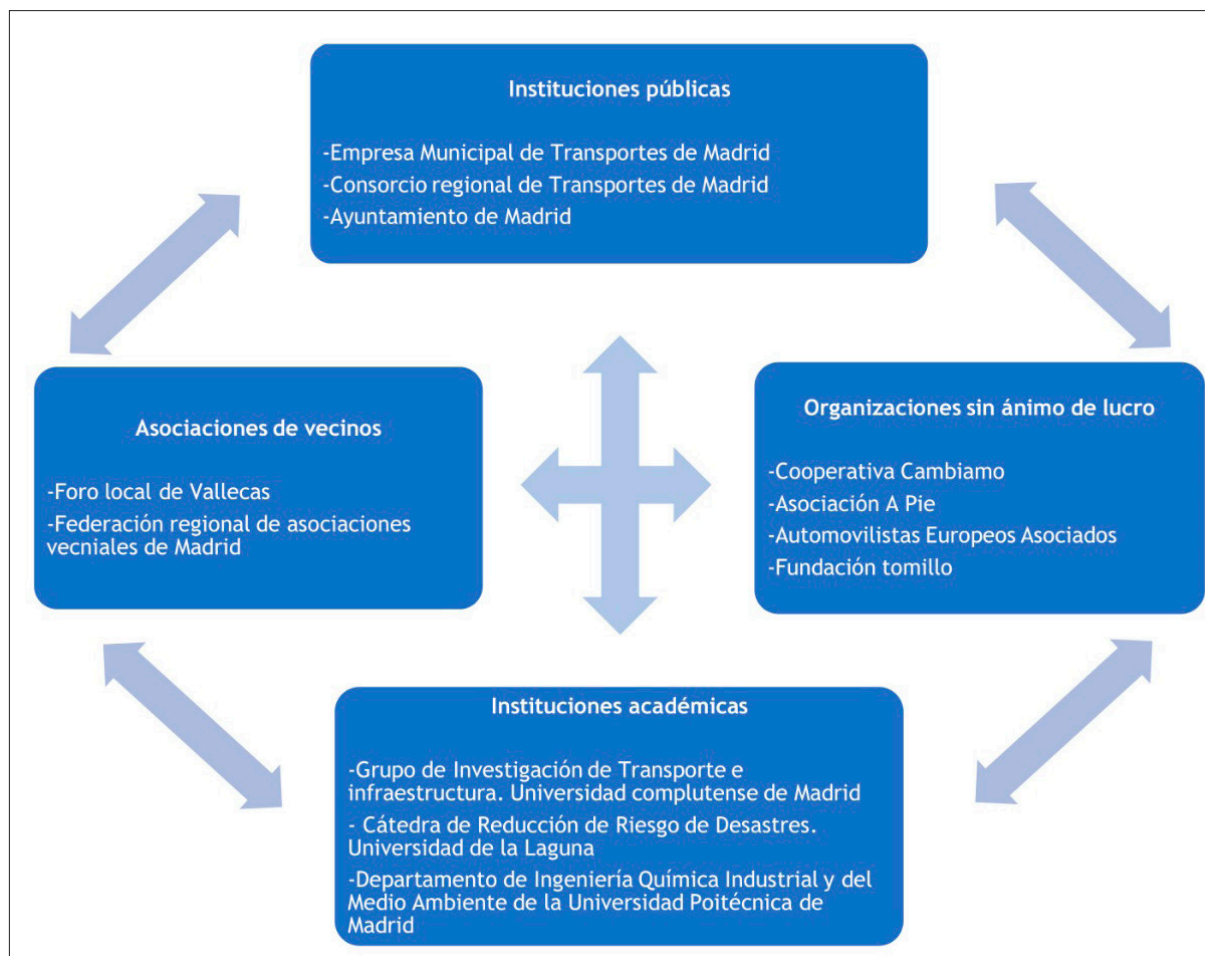 Instituciones públicas
-Empresa Municipal de Transportes de Madrid
-Consorcio regional de Transportes de Madrid
-Ayuntamiento de Madrid
Asociaciones de vecinos
-Foro local de Vallecas
-Federación regional de asociaciones
vecniales de Madrid
Organizaciones sin ánimo de lucro
-Cooperativa Cambiamo
-Asociación A Pie
-Automovilistas Europeos Asociados
-Fundación tomillo
Instituciones académicas
-Grupo de Investigación de Transporte e
infraestructura. Universidad complutense de Madrid
- Cátedra de Reducción de Riesgo de Desastres.
Universidad de la Laguna
-Departamento de Ingeniería Química Industrial y del
Medio Ambiente de la Universidad Poitécnica de
Madrid